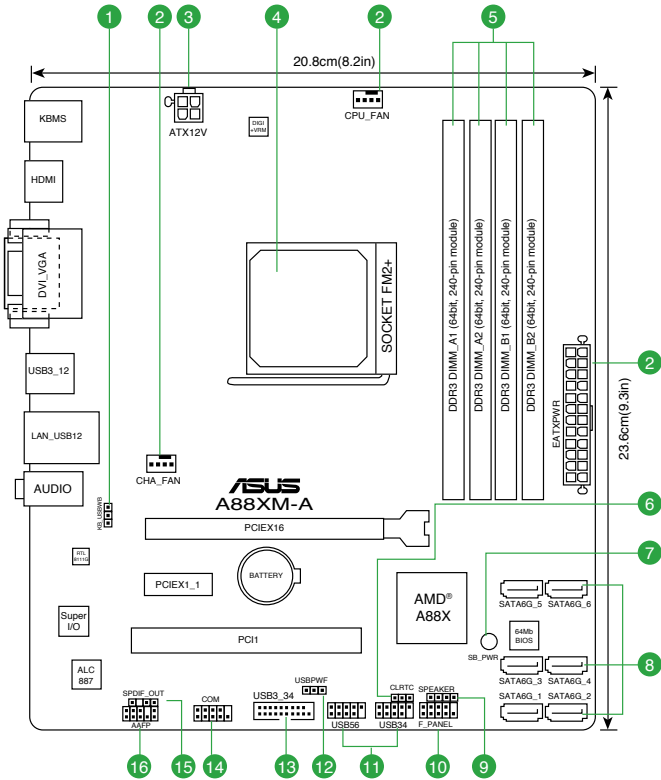 1
2
3
4
2
5
20.8cm(8.2in)
KBMS
ATX12V
DIGI
+VRM
CPU_FAN
HDMI
DVI_VGA
SOCKET FM2+
DDR3 DIMM_A1 (64bit, 240-pin module)
DDR3 DIMM_A2 (64bit, 240-pin module)
DDR3 DIMM_B1 (64bit, 240-pin module)
DDR3 DIMM_B2 (64bit, 240-pin module)
EATXPWR
2
23.6cm(9.3in)
USB3_12
LAN_USB12
AUDIO
CHA_FAN
KB_USBWB
ASUS
A88XM-A
6
PCIEX16
RTL
8111G
PCIEX1_1
BATTERY
7
AMD®
A88X
SATA6G_5
SATA6G_6
Super
I/O
PCI1
SB_PWR
64Mb
BIOS
8
SATA6G_3
SATA6G_4
ALC
887
SPDIF_OUT
COM
USB3_34
USBPWF
CLRTC
SPEAKER
SATA6G_1
SATA6G_2
AAFP
USB56
USB34
F_PANEL
16
15
14
13
12
11
10
9